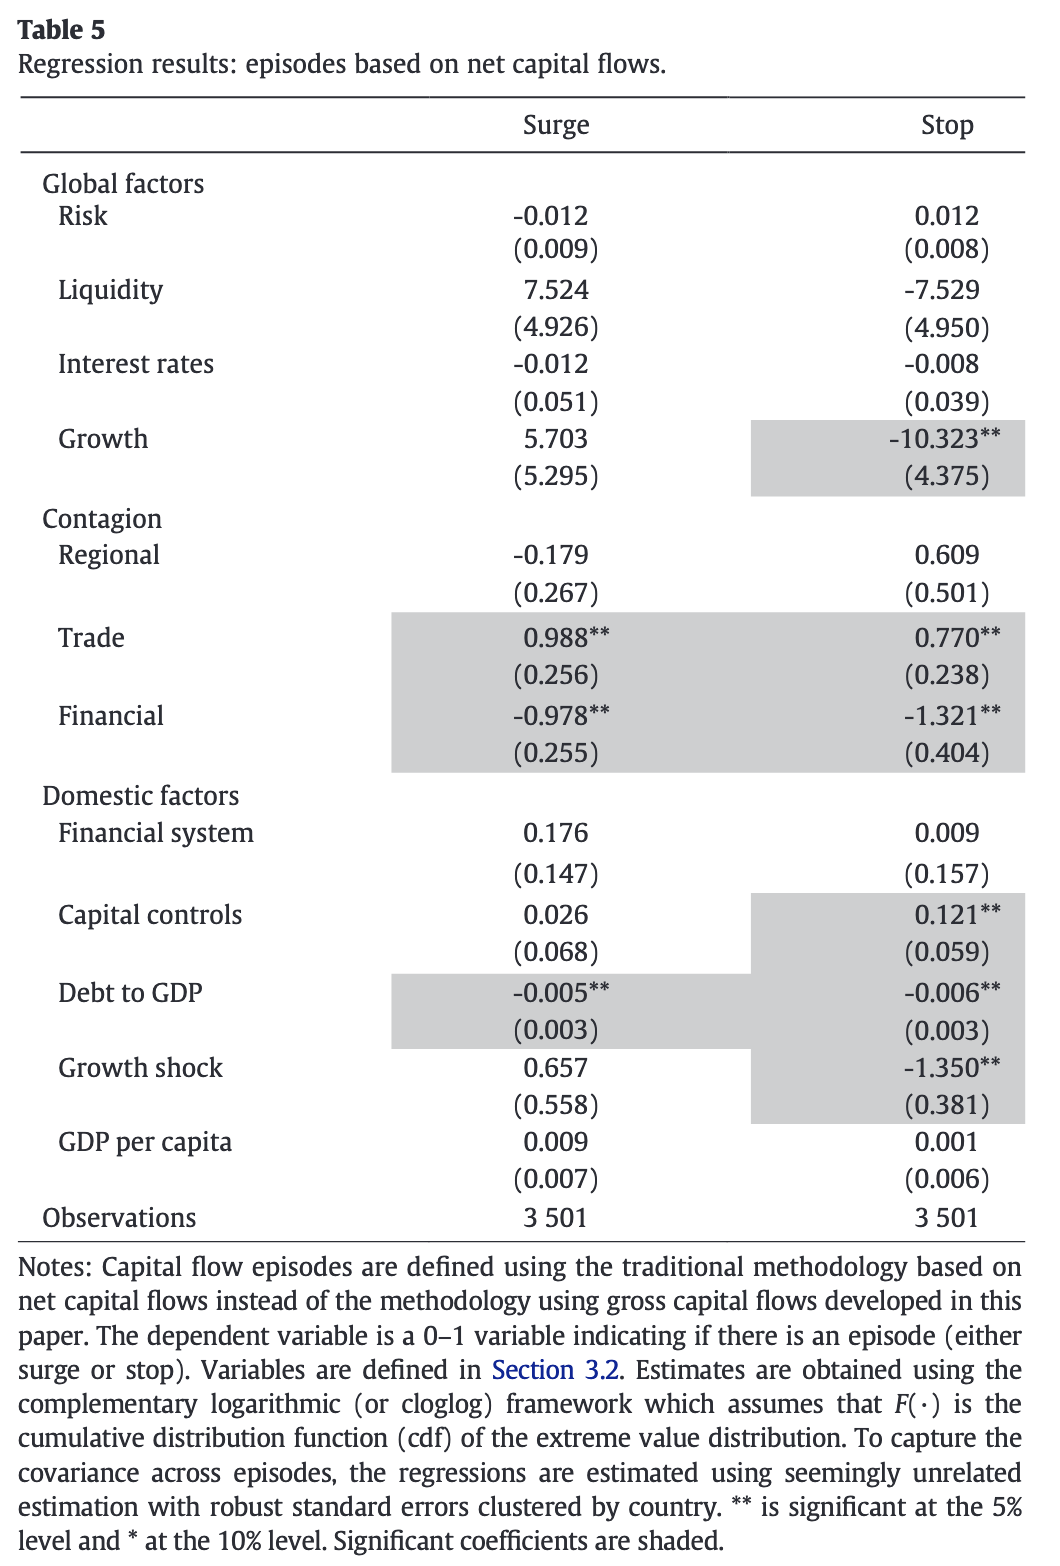 Table 5
Regression results: episodes based on net capital flows.
Surge Stop
Global factors
Risk -0.012 0.012
(0.009) (0.008)
Liquidity 7.524 -7.529
(4.926) (4.950)
Interest rates -0.012 -0.008
(0.051) (0.039)
Growth 5.703 -10.323**
(5.295) (4.375)
Contagion
Regional -0.179 0.609
(0.267) (0.501)
Trade 0.988** 0.770**
(0.256) (0.238)
Financial -0.978** -1.321**
(0.255) (0.404)
Domestic factors
Financial system 0.176 0.009
(0.147) (0.157)
Capital controls 0.026 0.121**
(0.068) (0.059)
Debt to GDP -0.005** -0.006**
(0.003) (0.003)
Growth shock 0.657 -1.350**
(0.558) (0.381)
GDP per capita 0.009 0.001
(0.007) (0.006)
Observations 3 501 3 501
Notes: Capital flow episodes are defined using the traditional methodology based on
net capital flows instead of the methodology using gross capital flows developed in this
paper. The dependent variable is a 0–1 variable indicating if there is an episode (either
surge or stop). Variables are defined in Section 3.2. Estimates are obtained using the
complementary logarithmic (or cloglog) framework which assumes that F(·) is the
cumulative distribution function (cdf) of the extreme value distribution. To capture the
covariance across episodes, the regressions are estimated using seemingly unrelated
estimation with robust standard errors clustered by country. ** is significant at the 5%
level and * at the 10% level. Significant coefficients are shaded.